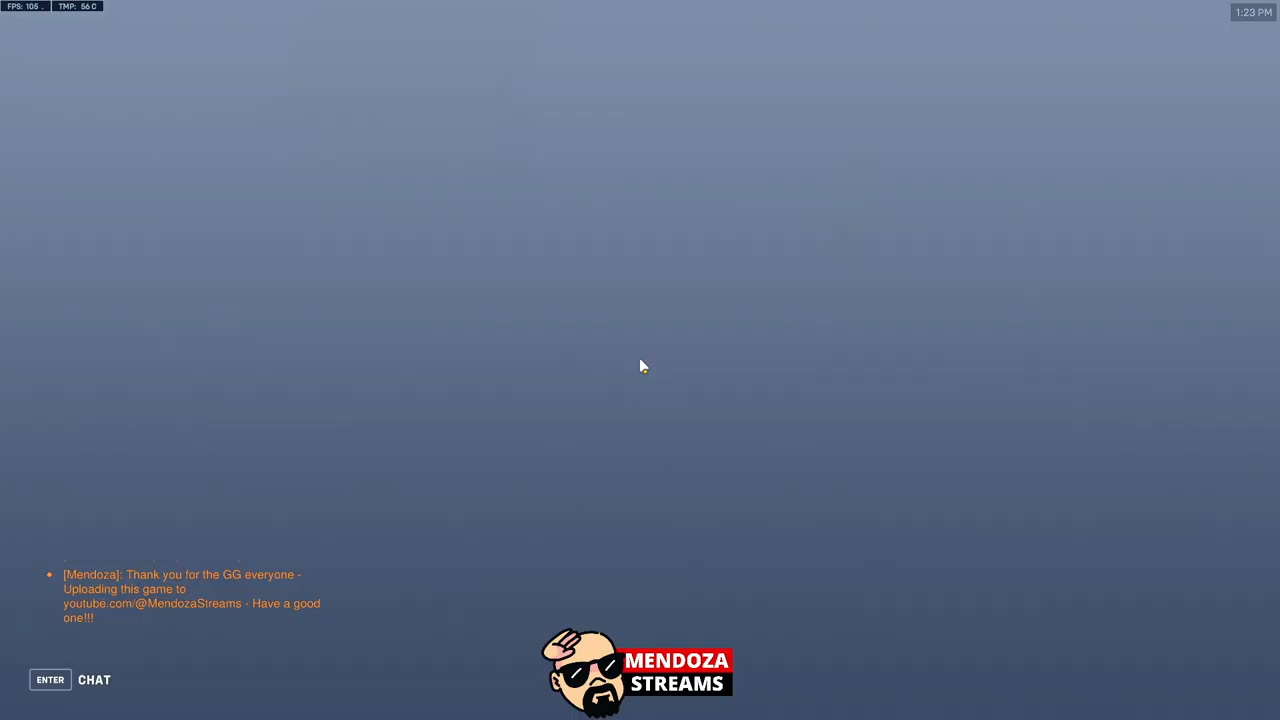 FPS: 105 . TMP: 56 C
1:23 PM
[Mendoza]: Thank you for the GG everyone -
Uploading this game to
youtube.com/@MendozaStreams - Have a good
one!!!
ENTER CHAT
MENDOZA
STREAMS